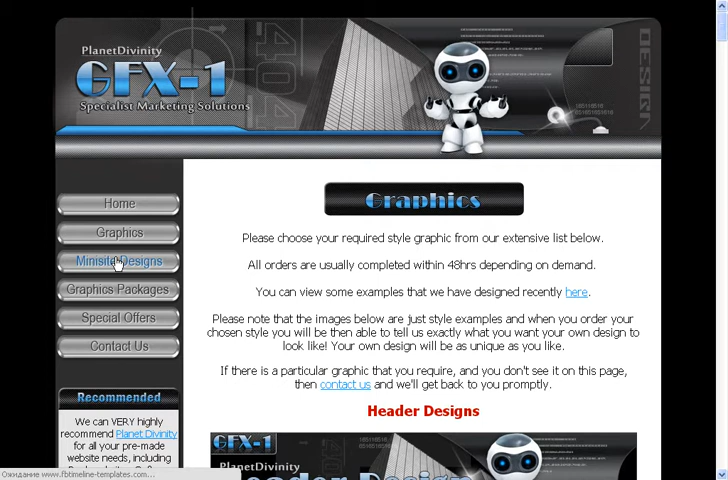 PlanetDivinity
GFX-1
Specialist Marketing Solutions
404
DESIGN
Home
Graphics
Minisite Designs
Graphics Packages
Special Offers
Contact Us
Recommended
We can VERY highly
recommend Planet Divinity
for all your pre-made
website needs, including
Graphics
Please choose your required style graphic from our extensive list below.
All orders are usually completed within 48hrs depending on demand.
You can view some examples that we have designed recently here.
Please note that the images below are just style examples and when you order your
chosen style you will be then able to tell us exactly what you want your own design to
look like! Your own design will be as unique as you like.
If there is a particular graphic that you require, and you don't see it on this page,
then contact us and we'll get back to you promptly.
Header Designs
GFX-1
PlanetDivinity
Header Design
Ожидание www.fbtimeline-templates.com...